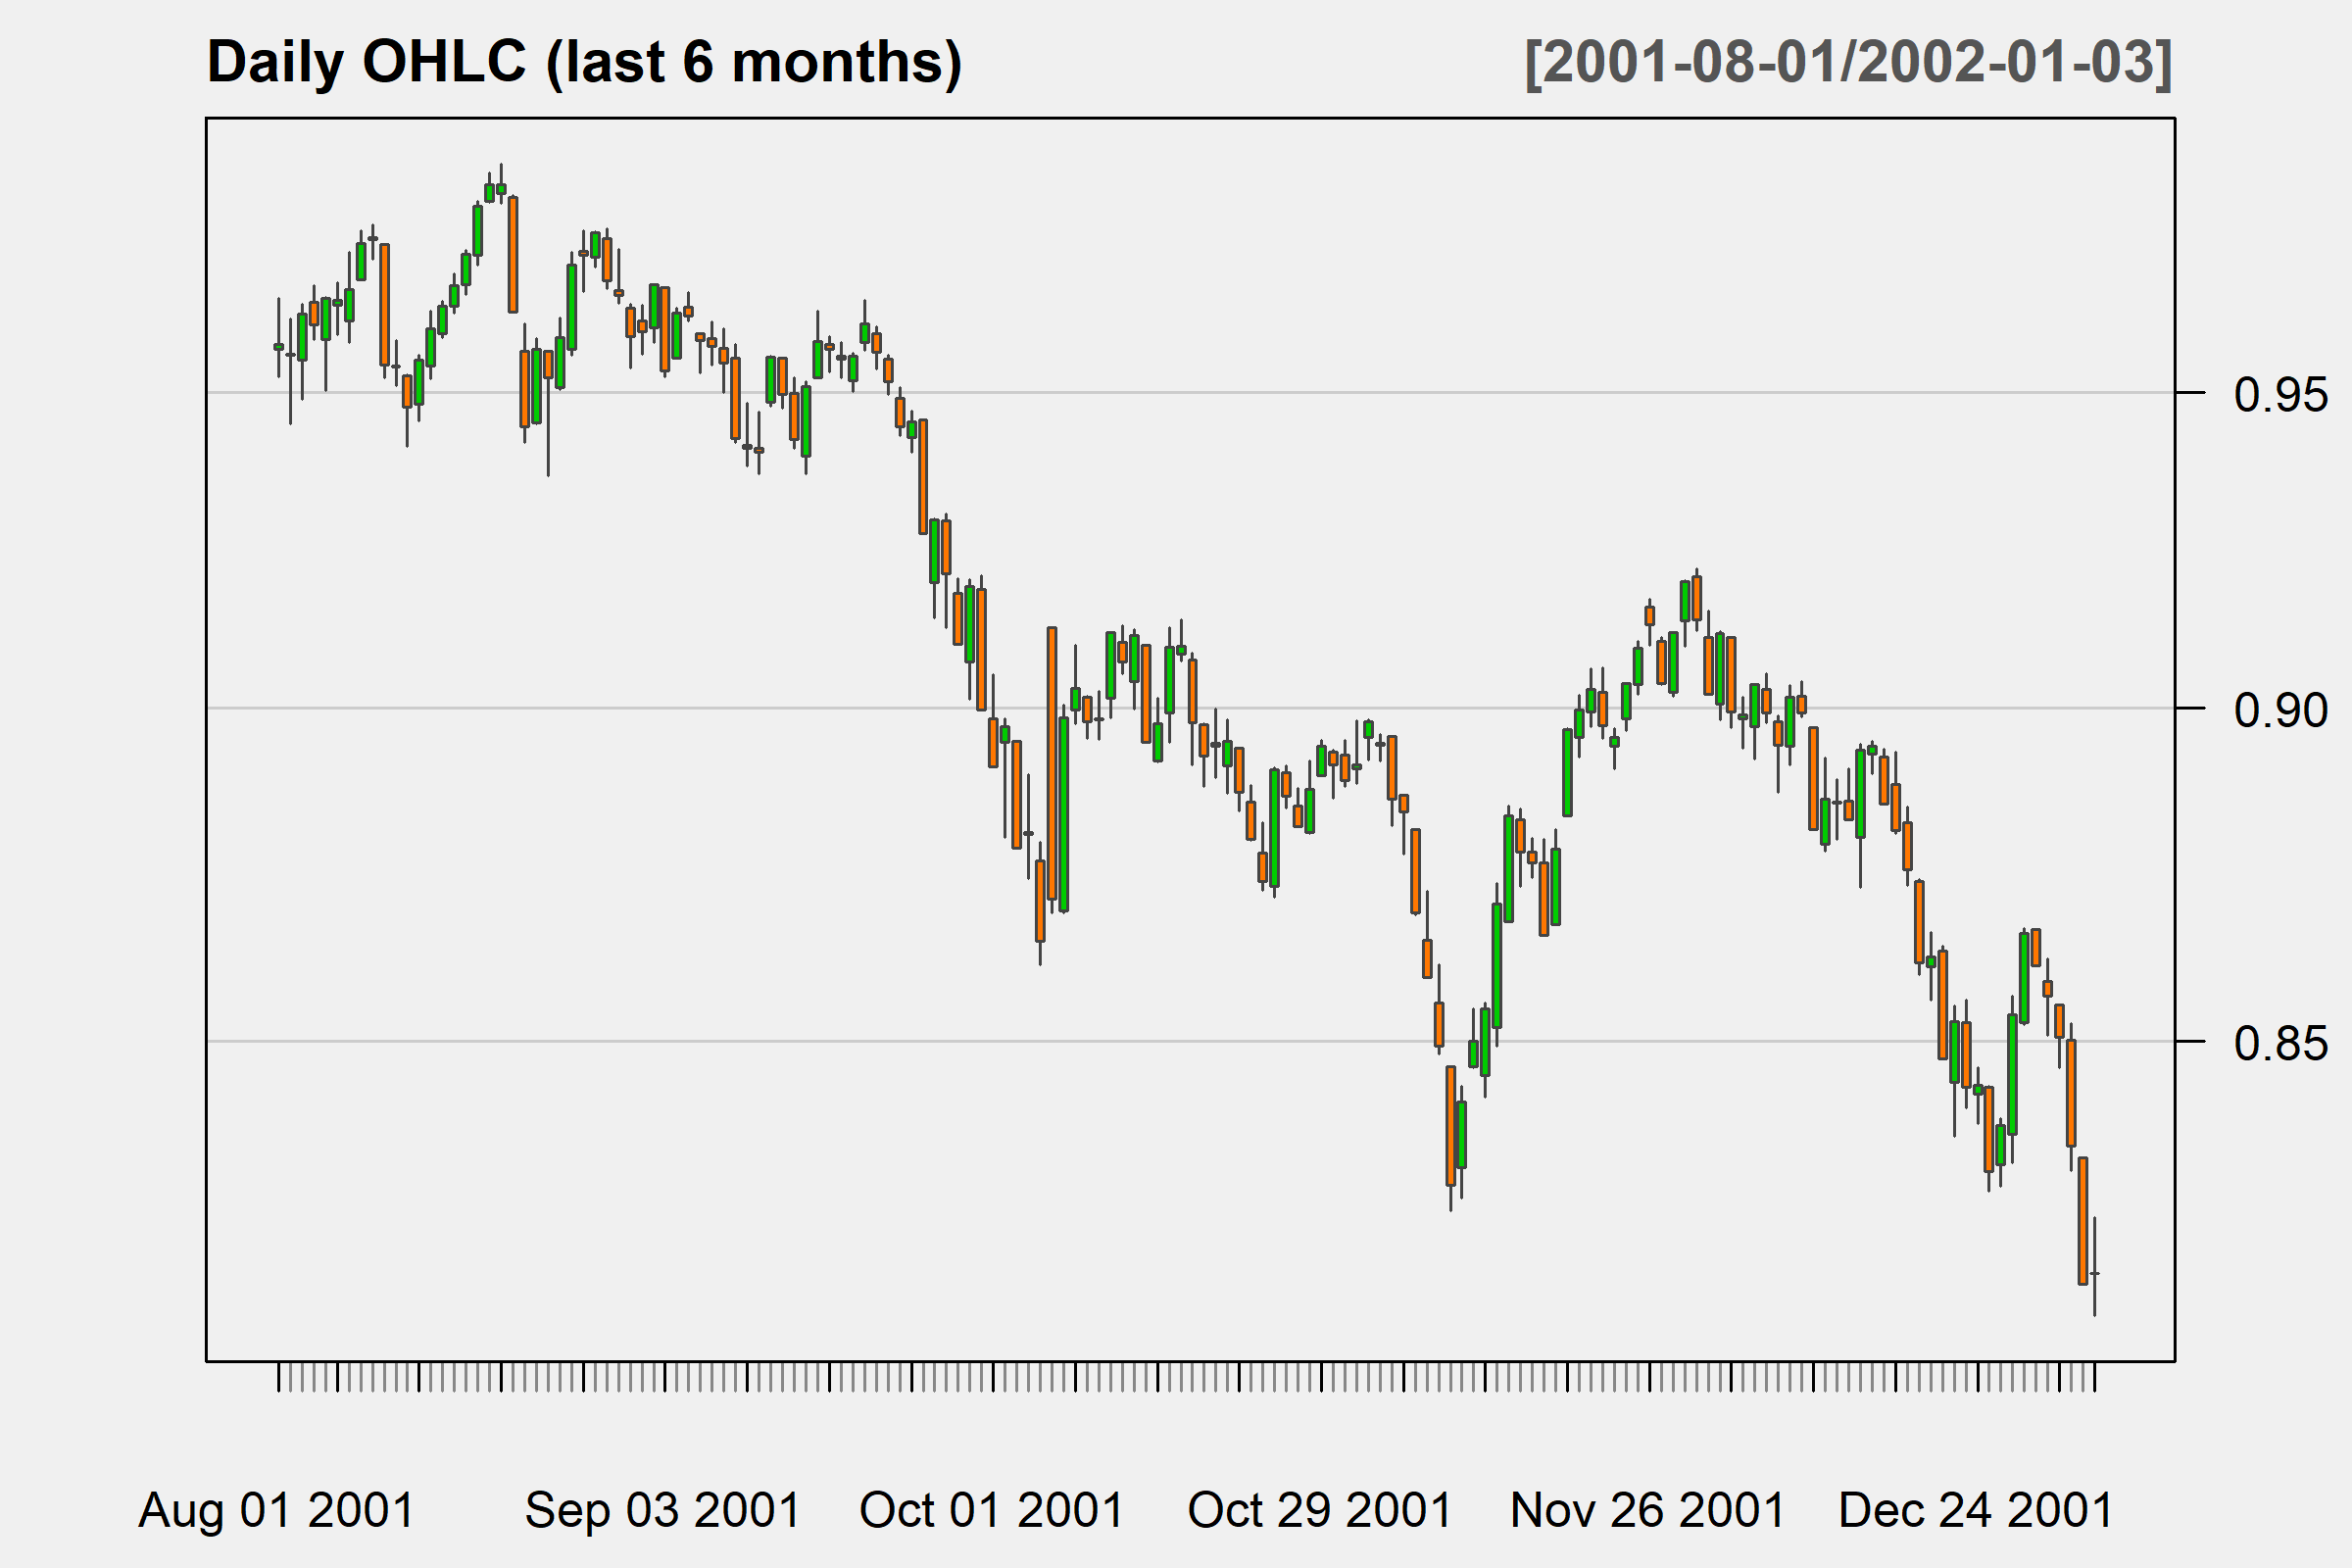 Daily OHLC (last 6 months) [2001-08-01/2002-01-03]
0.95
0.90
0.85
Aug 01 2001 Sep 03 2001 Oct 01 2001 Oct 29 2001 Nov 26 2001 Dec 24 2001